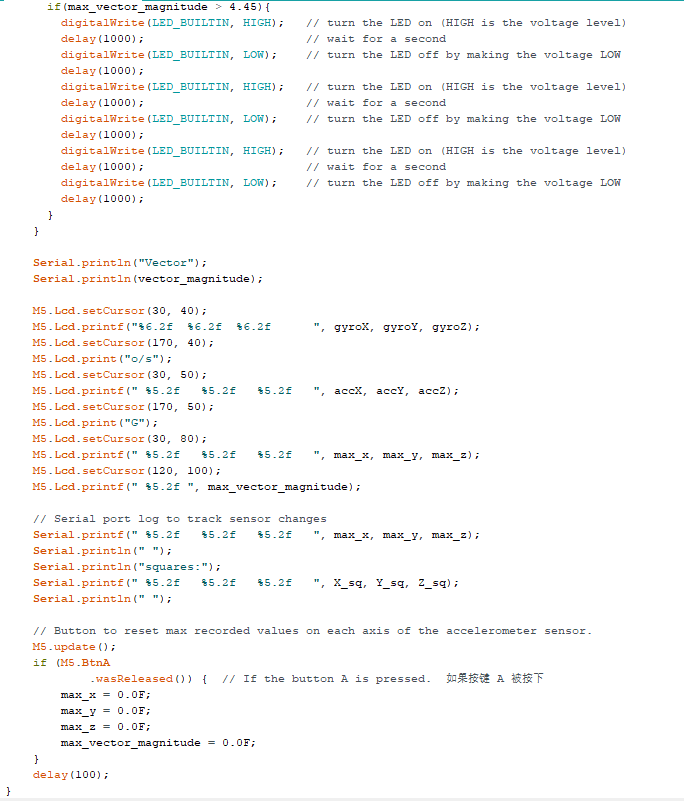 if(max_vector_magnitude > 4.45){
digitalWrite(LED_BUILTIN, HIGH);   // turn the LED on (HIGH is the voltage level)
delay(1000);                       // wait for a second
digitalWrite(LED_BUILTIN, LOW);    // turn the LED off by making the voltage LOW
delay(1000);
digitalWrite(LED_BUILTIN, HIGH);   // turn the LED on (HIGH is the voltage level)
delay(1000);                       // wait for a second
digitalWrite(LED_BUILTIN, LOW);    // turn the LED off by making the voltage LOW
delay(1000);
digitalWrite(LED_BUILTIN, HIGH);   // turn the LED on (HIGH is the voltage level)
delay(1000);                       // wait for a second
digitalWrite(LED_BUILTIN, LOW);    // turn the LED off by making the voltage LOW
delay(1000);
}
}
Serial.println("Vector");
Serial.println(vector_magnitude);
M5.Lcd.setCursor(30, 40);
M5.Lcd.printf("%6.2f  %6.2f  %6.2f      ", gyroX, gyroY, gyroZ);
M5.Lcd.setCursor(170, 40);
M5.Lcd.print("o/s");
M5.Lcd.setCursor(30, 50);
M5.Lcd.printf(" %5.2f   %5.2f   %5.2f   ", accX, accY, accZ);
M5.Lcd.setCursor(170, 50);
M5.Lcd.print("G");
M5.Lcd.setCursor(30, 80);
M5.Lcd.printf(" %5.2f   %5.2f   %5.2f   ", max_x, max_y, max_z);
M5.Lcd.setCursor(120, 100);
M5.Lcd.printf(" %5.2f ", max_vector_magnitude);
// Serial port log to track sensor changes
Serial.printf(" %5.2f   %5.2f   %5.2f   ", max_x, max_y, max_z);
Serial.println(" ");
Serial.println("squares:");
Serial.printf(" %5.2f   %5.2f   %5.2f   ", X_sq, Y_sq, Z_sq);
Serial.println(" ");
// Button to reset max recorded values on each axis of the accelerometer sensor.
M5.update();
if (M5.BtnA
.wasReleased()) {  // If the button A is pressed.  如果按键 A 被按下
max_x = 0.0F;
max_y = 0.0F;
max_z = 0.0F;
max_vector_magnitude = 0.0F;
}
delay(100);
}